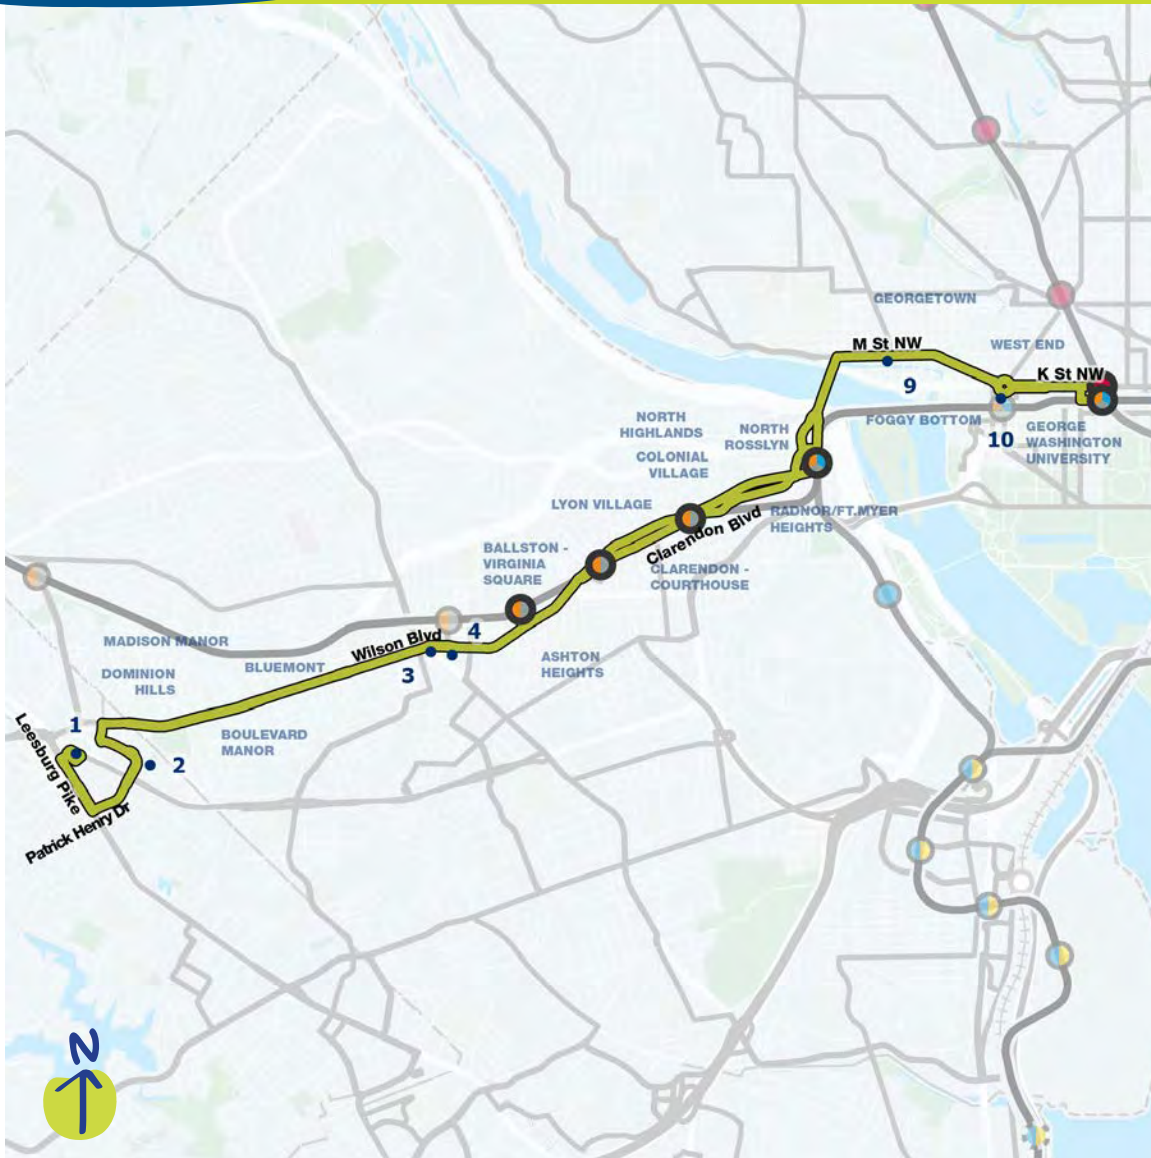 GEORGETOWN
M St NW
WEST END
K St NW
9
NORTH
HIGHLANDS
NORTH
ROSSLYN
FOGGY BOTTOM
10
GEORGE
WASHINGTON
UNIVERSITY
COLONIAL
VILLAGE
LYON VILLAGE
Clarendon Blvd
RADNOR/FT.MYER
HEIGHTS
BALLSTON -
VIRGINIA
SQUARE
CLARENDON -
COURTHOUSE
MADISON MANOR
Wilson Blvd
4
BLUEMONT
3
ASHTON
HEIGHTS
DOMINION
HILLS
1
Leesburg Pike
BOULEVARD
MANOR
2
Patrick Henry Dr
N